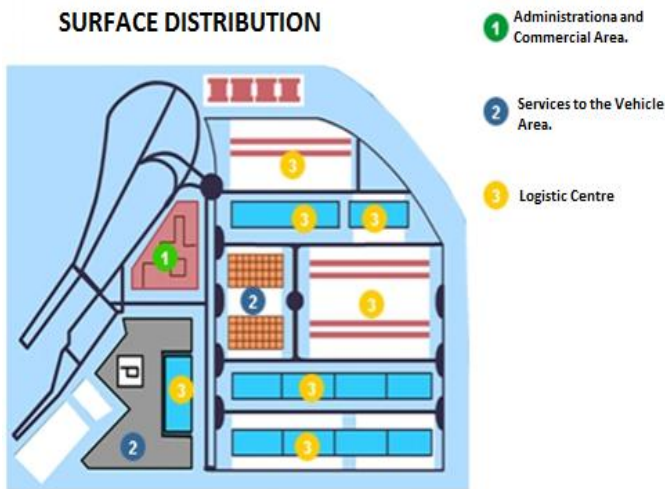 SURFACE DISTRIBUTION
1 Administrationa and
Commercial Area.
2 Services to the Vehicle
Area.
3 Logistic Centre
3
3 3
1
2 3
P
3 3
2 3